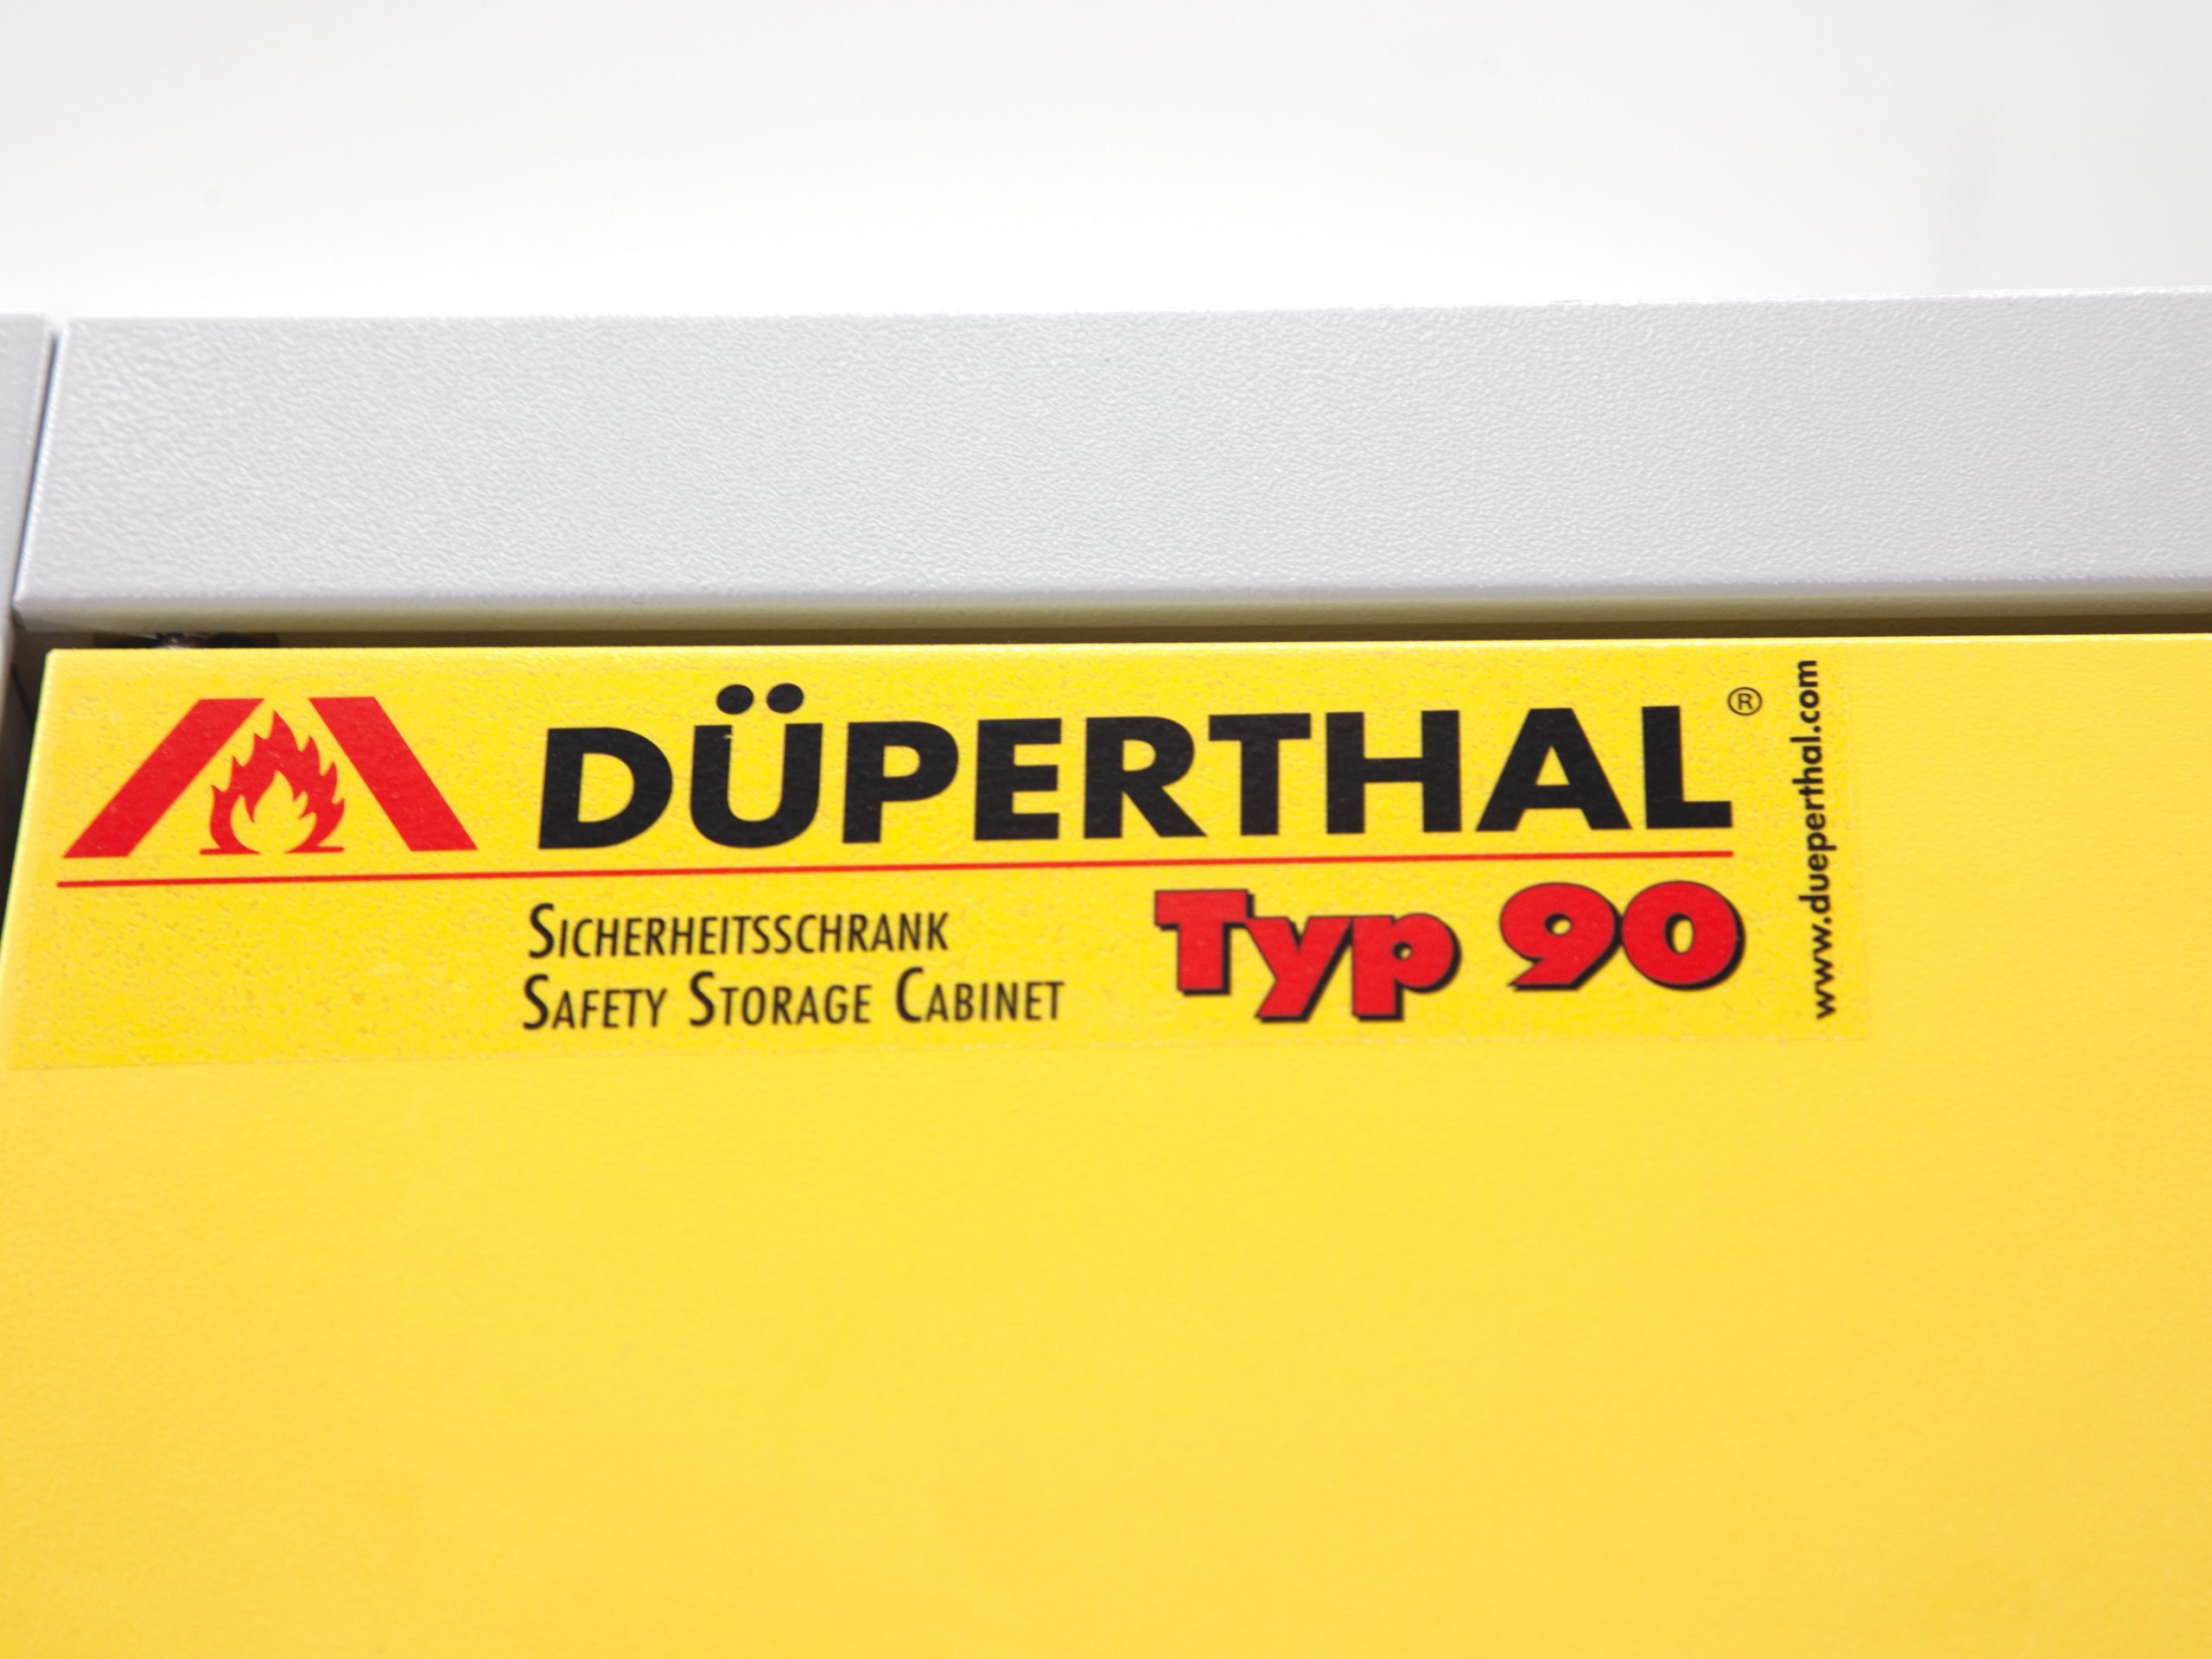 DÜPERTHAL®
SICHERHEITSSCHRANK
SAFETY STORAGE CABINET
Typ 90
www.dueperthal.com